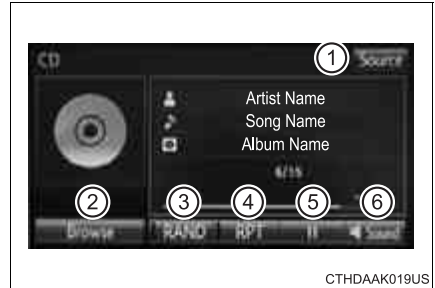 CD
1
Source
Artist Name
Song Name
Album Name
6/15
2
3
4
5
6
Browse
RAND
RPT
Sound
CTHDAAK019US